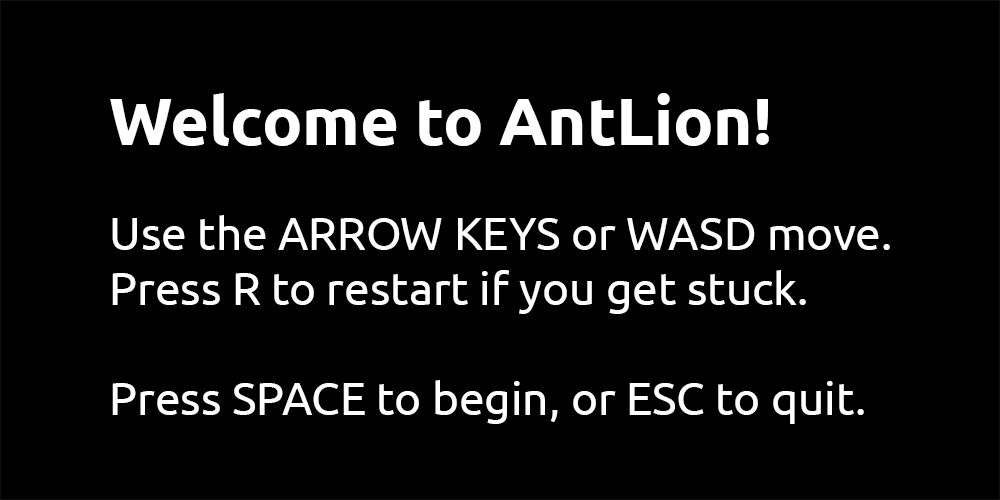 Welcome to AntLion!
Use the ARROW KEYS or WASD move.
Press R to restart if you get stuck.
Press SPACE to begin, or ESC to quit.